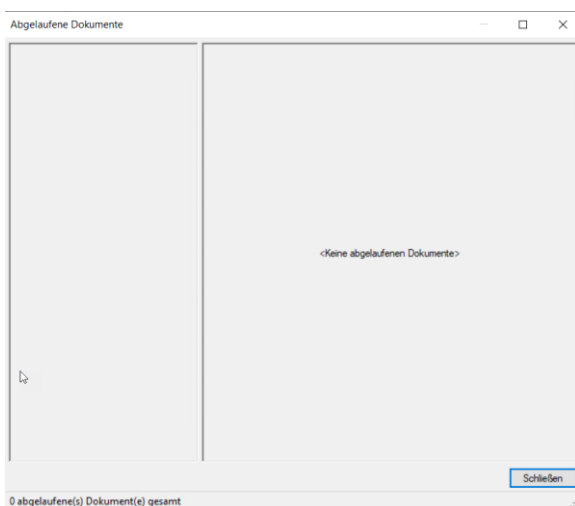 Abgelaufene Dokumente
<Keine abgelaufenen Dokumente>
Schließen
0 abgelaufene(s) Dokument(e) gesamt